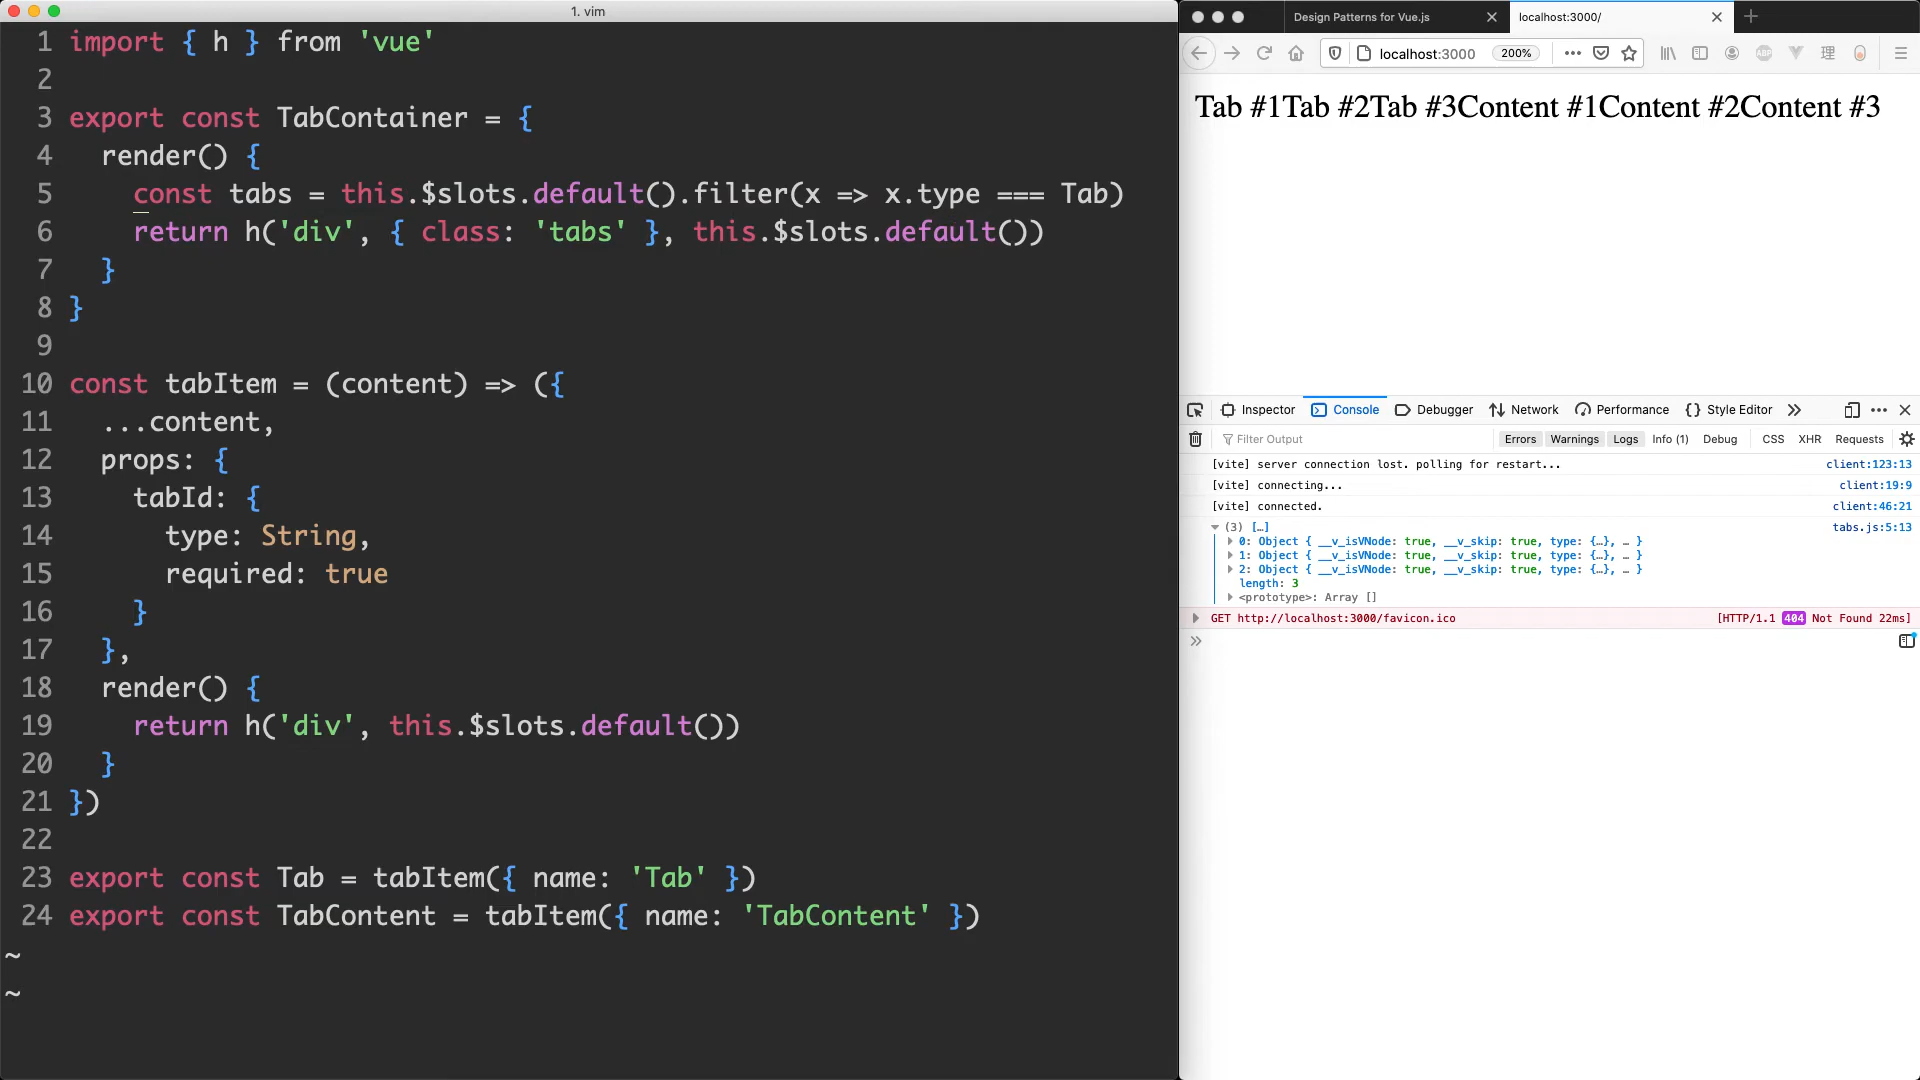 1. vim
1 import { h } from 'vue'
2
3 export const TabContainer = {
4 render() {
5 const tabs = this.$slots.default().filter(x => x.type === Tab)
6 return h('div', { class: 'tabs' }, this.$slots.default())
7 }
8 }
9
10 const tabItem = (content) => ({
11 ...content,
12 props: {
13 tabId: {
14 type: String,
15 required: true
16 }
17 },
18 render() {
19 return h('div', this.$slots.default())
20 }
21 })
22
23 export const Tab = tabItem({ name: 'Tab' })
24 export const TabContent = tabItem({ name: 'TabContent' })
~
~
Design Patterns for Vue.js
localhost:3000/
localhost:3000 200%
ABP 理
Tab #1Tab #2Tab #3Content #1Content #2Content #3
Inspector Console Debugger Network Performance Style Editor
Filter Output Errors Warnings Logs Info (1) Debug CSS XHR Requests
[vite] server connection lost. polling for restart... client:123:13
[vite] connecting... client:19:9
[vite] connected. client:46:21
(3) […] tabs.js:5:13
0: Object { __v_isVNode: true, __v_skip: true, type: {…}, … }
1: Object { __v_isVNode: true, __v_skip: true, type: {…}, … }
2: Object { __v_isVNode: true, __v_skip: true, type: {…}, … }
length: 3
<prototype>: Array []
GET http://localhost:3000/favicon.ico [HTTP/1.1 404 Not Found 22ms]